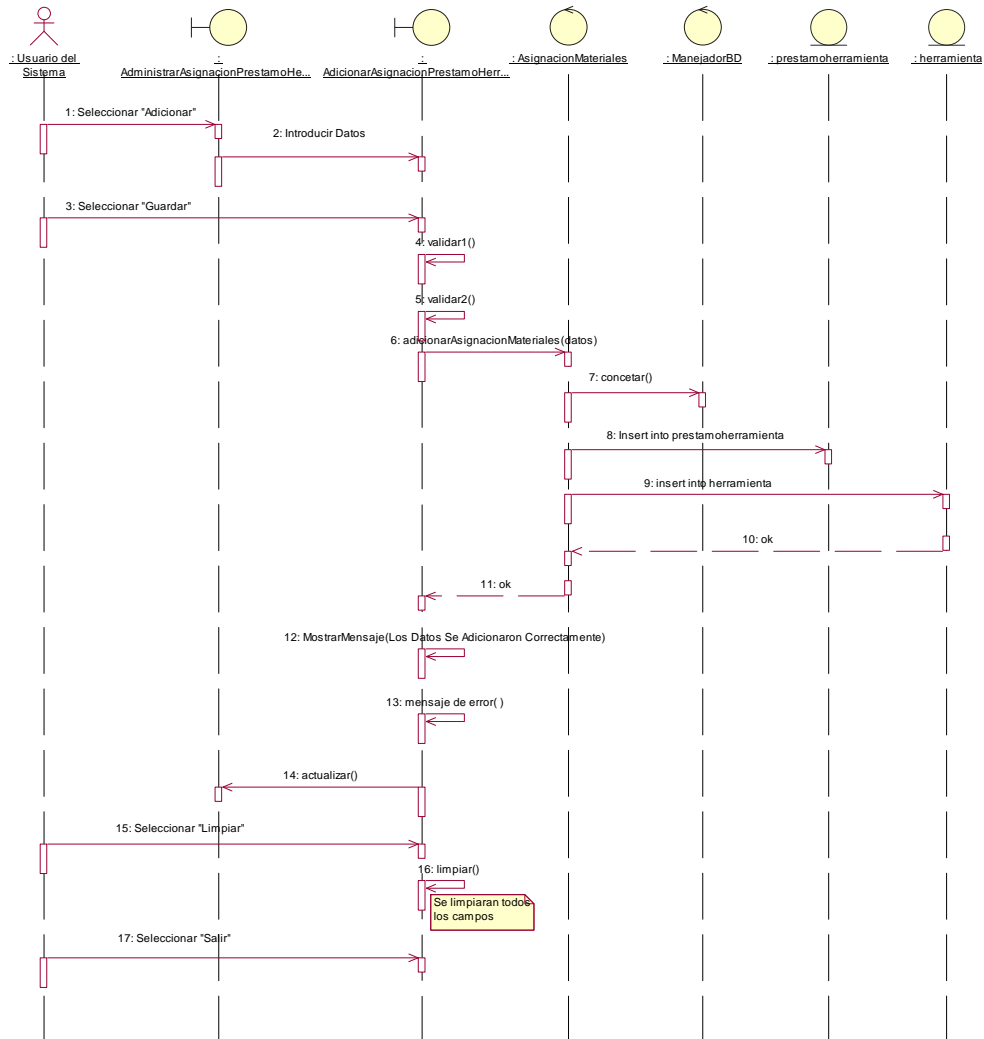 : Usuario del
Sistema
:
AdministrarAsignacionPrestamoHe...
:
AdicionarAsignacionPrestamoHerr...
: AsignacionMateriales
: ManejadorBD
: prestamoherramienta
: herramienta
1: Seleccionar "Adicionar"
2: Introducir Datos
3: Seleccionar "Guardar"
4: validar1()
5: validar2()
6: adicionarAsignacionMateriales(datos)
7: concetar()
8: Insert into prestamoherramienta
9: insert into herramienta
10: ok
11: ok
12: MostrarMensaje(Los Datos Se Adicionaron Correctamente)
13: mensaje de error( )
14: actualizar()
15: Seleccionar "Limpiar"
16: limpiar()
Se limpiaran todos
los campos
17: Seleccionar "Salir"